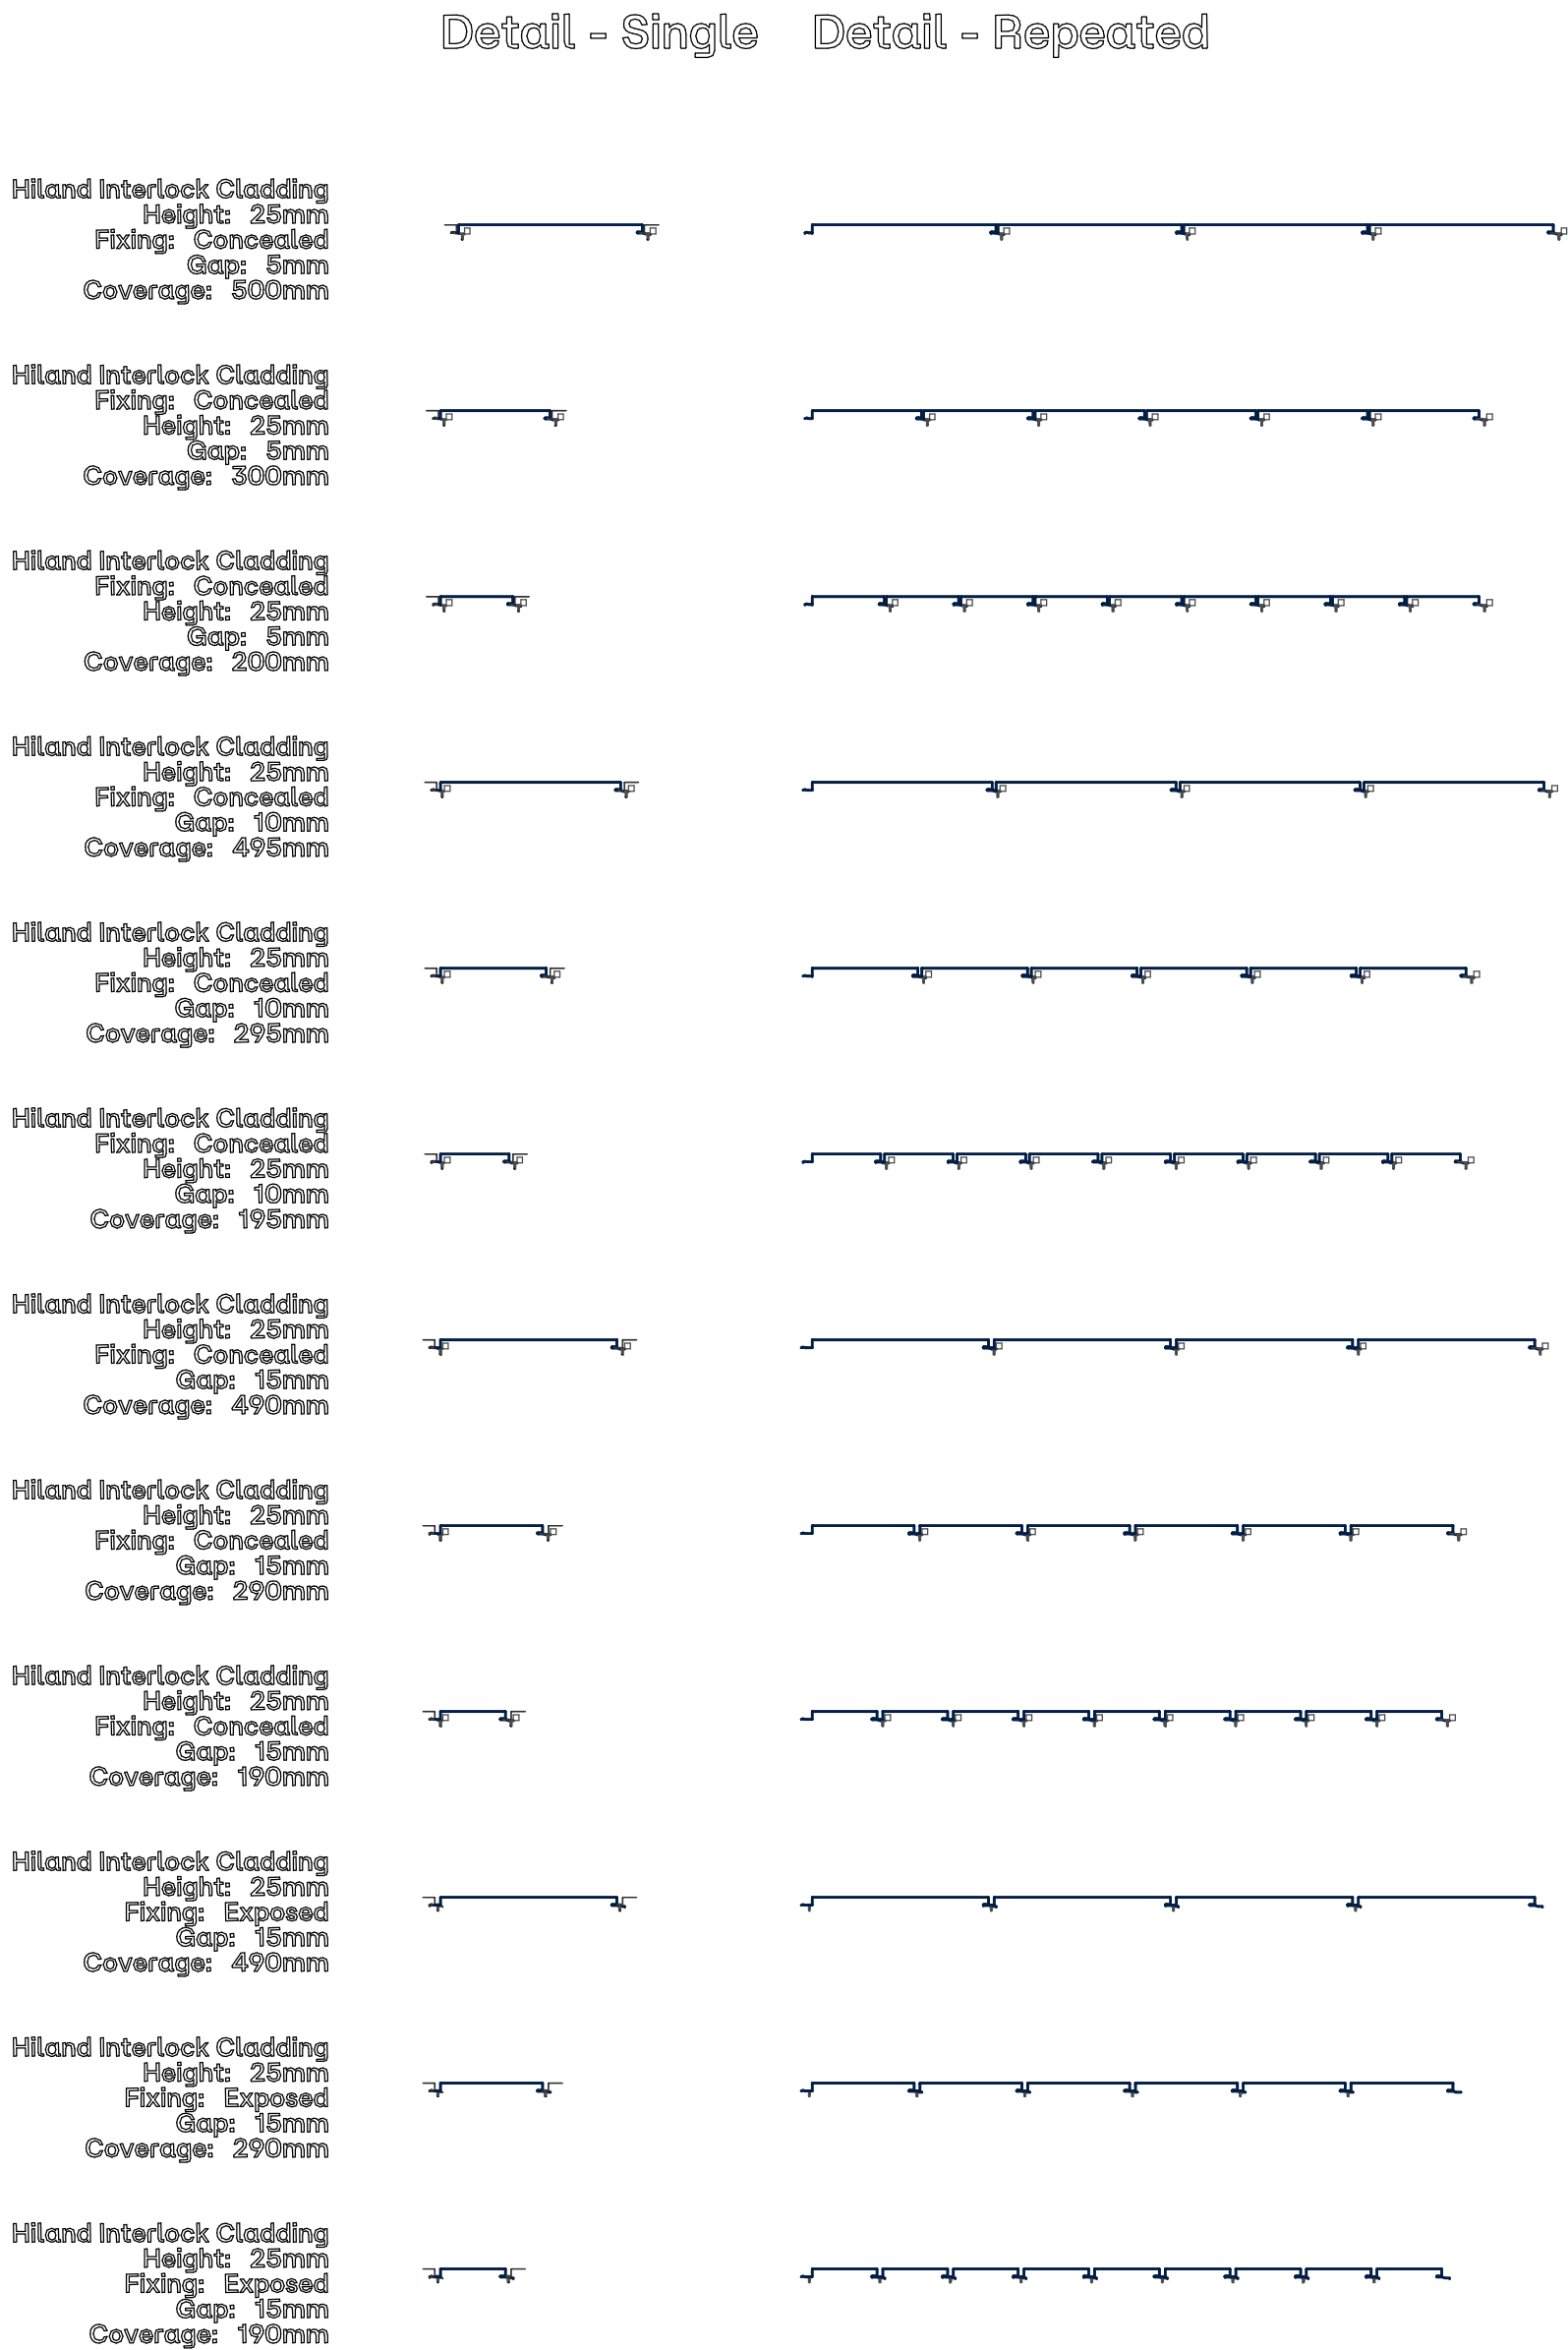 Detail - Single
Detail - Repeated
Hiland Interlock Cladding
Height: 25mm
Fixing: Concealed
Gap: 5mm
Coverage: 500mm
Hiland Interlock Cladding
Fixing: Concealed
Height: 25mm
Gap: 5mm
Coverage: 300mm
Hiland Interlock Cladding
Fixing: Concealed
Height: 25mm
Gap: 5mm
Coverage: 200mm
Hiland Interlock Cladding
Height: 25mm
Fixing: Concealed
Gap: 10mm
Coverage: 495mm
Hiland Interlock Cladding
Height: 25mm
Fixing: Concealed
Gap: 10mm
Coverage: 295mm
Hiland Interlock Cladding
Fixing: Concealed
Height: 25mm
Gap: 10mm
Coverage: 195mm
Hiland Interlock Cladding
Height: 25mm
Fixing: Concealed
Gap: 15mm
Coverage: 490mm
Hiland Interlock Cladding
Height: 25mm
Fixing: Concealed
Gap: 15mm
Coverage: 290mm
Hiland Interlock Cladding
Height: 25mm
Fixing: Concealed
Gap: 15mm
Coverage: 190mm
Hiland Interlock Cladding
Height: 25mm
Fixing: Exposed
Gap: 15mm
Coverage: 490mm
Hiland Interlock Cladding
Height: 25mm
Fixing: Exposed
Gap: 15mm
Coverage: 290mm
Hiland Interlock Cladding
Height: 25mm
Fixing: Exposed
Gap: 15mm
Coverage: 190mm